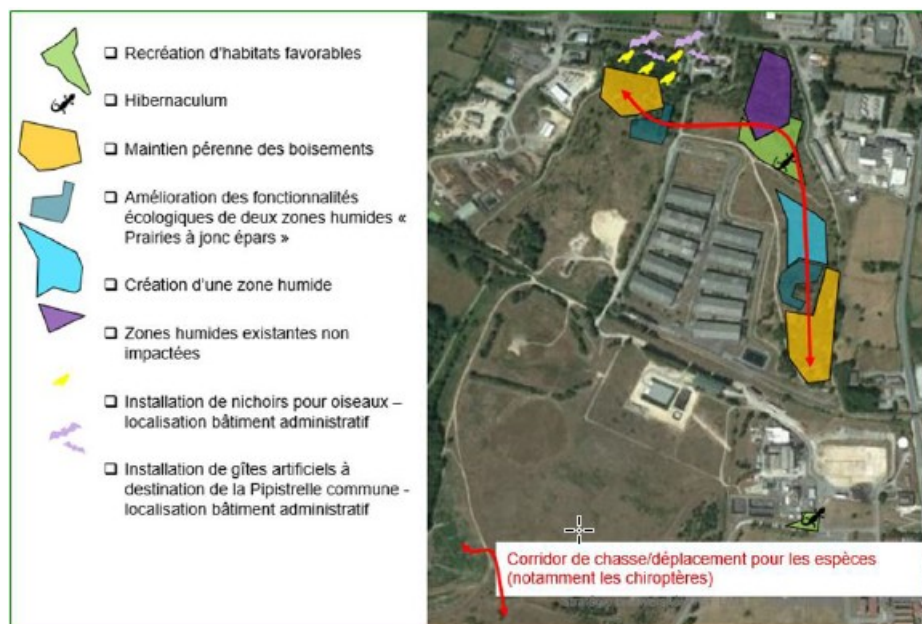 ❑ Recréation d'habitats favorables
❑ Hibernaculum
❑ Maintien pérenne des boisements
❑ Amélioration des fonctionnalités
écologiques de deux zones humides «
Prairies à jonc épars »
❑ Création d'une zone humide
❑ Zones humides existantes non
impactées
❑ Installation de nichoirs pour oiseaux –
localisation bâtiment administratif
❑ Installation de gîtes artificiels à
destination de la Pipistrelle commune -
localisation bâtiment administratif
Corridor de chasse/déplacement pour les espèces
(notamment les chiroptères)